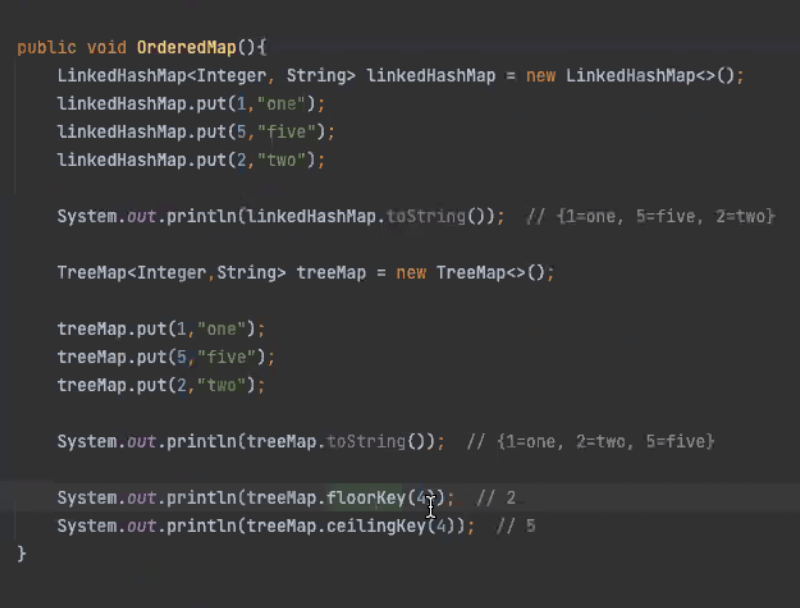 public void OrderedMap(){
LinkedHashMap<Integer, String> linkedHashMap = new LinkedHashMap<>();
linkedHashMap.put(1,"one");
linkedHashMap.put(5,"five");
linkedHashMap.put(2,"two");
System.out.println(linkedHashMap.toString()); // {1=one, 5=five, 2=two}
TreeMap<Integer,String> treeMap = new TreeMap<>();
treeMap.put(1,"one");
treeMap.put(5,"five");
treeMap.put(2,"two");
System.out.println(treeMap.toString()); // {1=one, 2=two, 5=five}
System.out.println(treeMap.floorKey(4)); // 2
System.out.println(treeMap.ceilingKey(4)); // 5
}